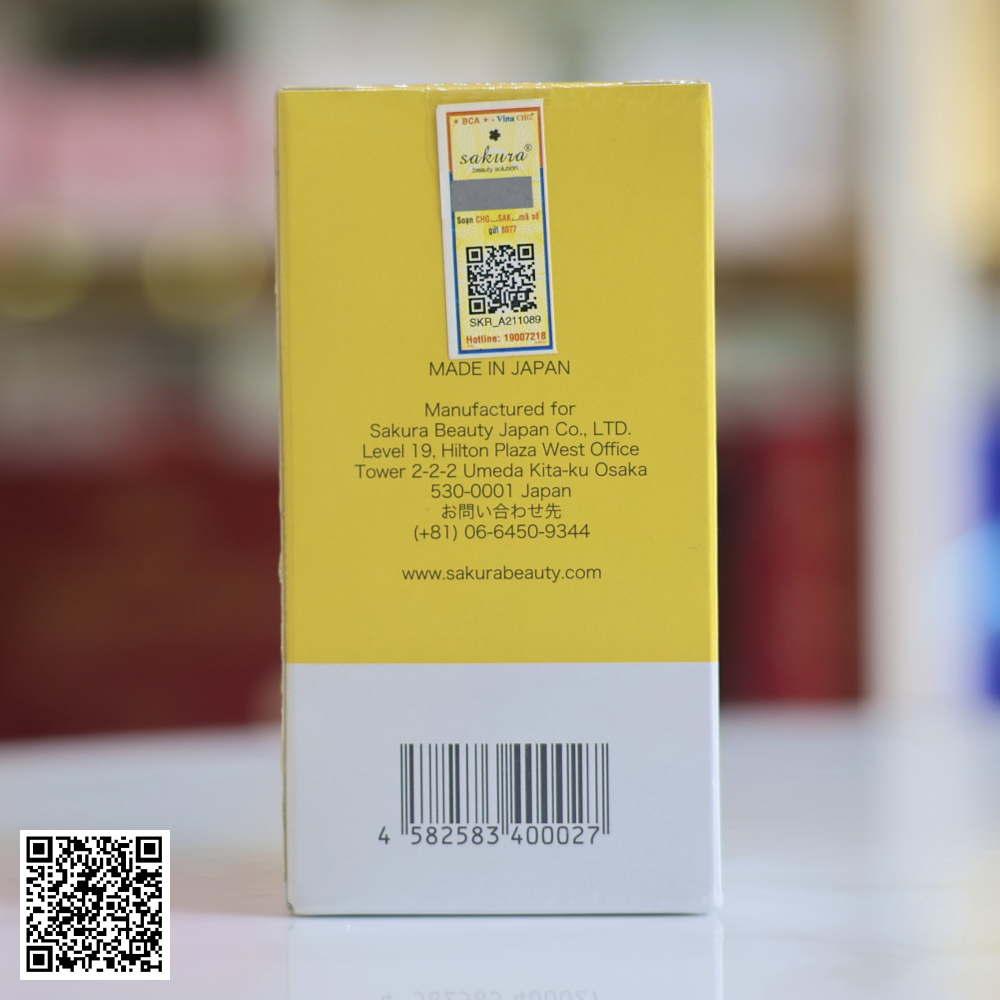 ★ BCA ★ - Vina CHG
sakura®
beauty solution
Soạn CHG...SAK...mã số
gửi 8077
SKR_A211089
Hotline: 19007218
MADE IN JAPAN
Manufactured for
Sakura Beauty Japan Co., LTD.
Level 19, Hilton Plaza West Office
Tower 2-2-2 Umeda Kita-ku Osaka
530-0001 Japan
お問い合わせ先
(+81) 06-6450-9344
www.sakurabeauty.com
4 582583 400027